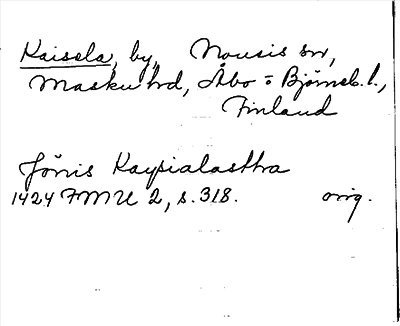 Kaisela, by, Nousis sn,
Masku hd, Åbo o Björneb. l.,
Finland
Jönis Kaypialasthra
1424 FMU 2, s. 318. orig.